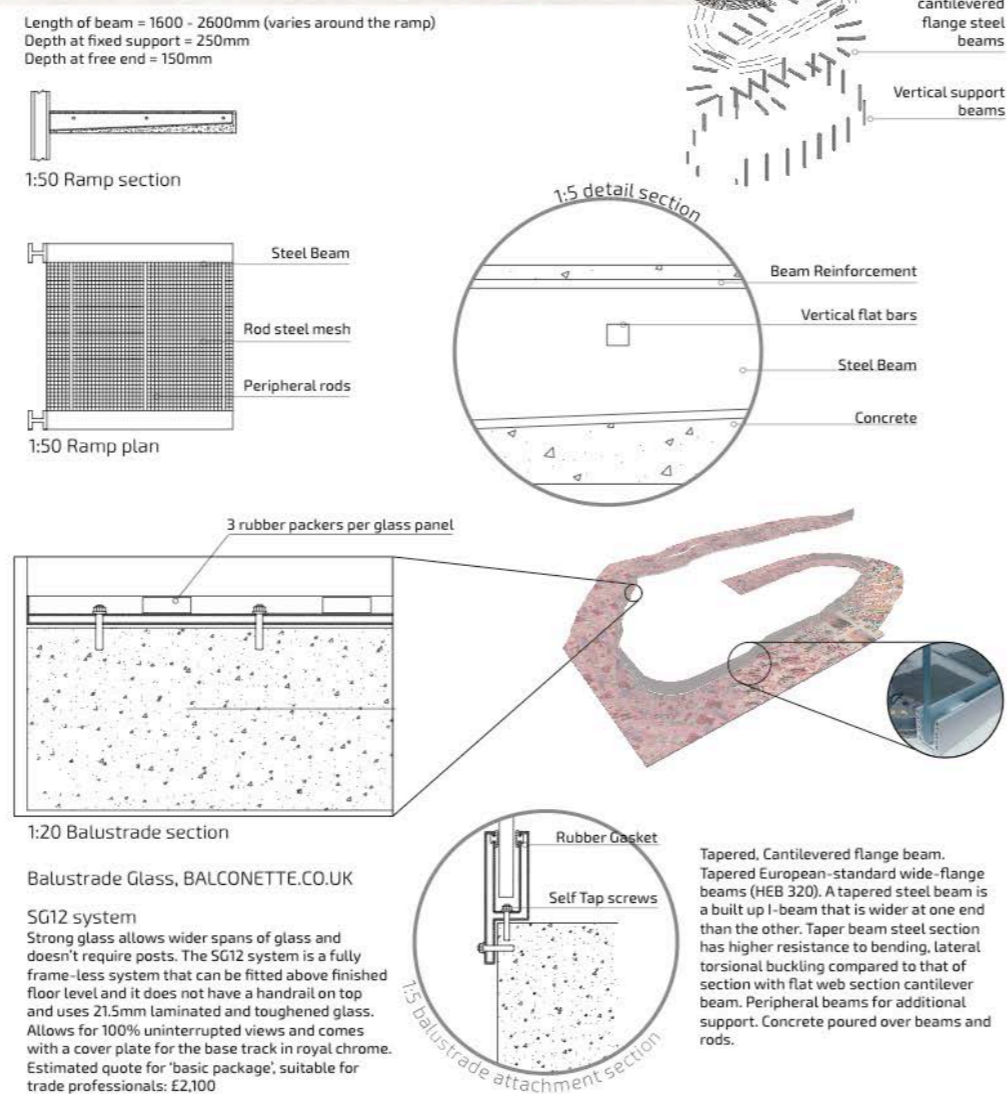 Length of beam = 1600 - 2600mm (varies around the ramp)
Depth at fixed support = 250mm
Depth at free end = 150mm
cantilevered
flange steel
beams
Vertical support
beams
1:50 Ramp section
1:5 detail section
Steel Beam
Rod steel mesh
Peripheral rods
1:50 Ramp plan
Beam Reinforcement
Vertical flat bars
Steel Beam
Concrete
3 rubber packers per glass panel
1:20 Balustrade section
Balustrade Glass, BALCONETTE.CO.UK
SG12 system
Strong glass allows wider spans of glass and
doesn't require posts. The SG12 system is a fully
frame-less system that can be fitted above finished
floor level and it does not have a handrail on top
and uses 21.5mm laminated and toughened glass.
Allows for 100% uninterrupted views and comes
with a cover plate for the base track in royal chrome.
Estimated quote for 'basic package', suitable for
trade professionals: £2,100
Rubber Gasket
Self Tap screws
1:5 balustrade attachment section
Tapered, Cantilevered flange beam.
Tapered European-standard wide-flange
beams (HEB 320). A tapered steel beam is
a built up I-beam that is wider at one end
than the other. Taper beam steel section
has higher resistance to bending, lateral
torsional buckling compared to that of
section with flat web section cantilever
beam. Peripheral beams for additional
support. Concrete poured over beams and
rods.